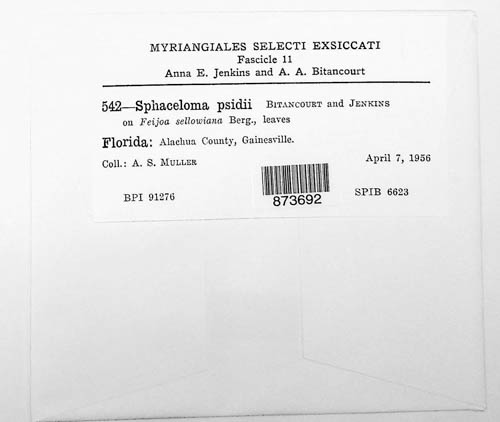 MYRIANGIALES SELECTI EXSICCATI
Fascicle 11
Anna E. Jenkins and A. A. Bitancourt
542—Sphaceloma psidii BITANCOURT and JENKINS
on Feijoa sellowiana Berg., leaves
Florida: Alachua County, Gainesville.
Coll.: A. S. MULLER April 7, 1956
BPI 91276 873692 SPIB 6623